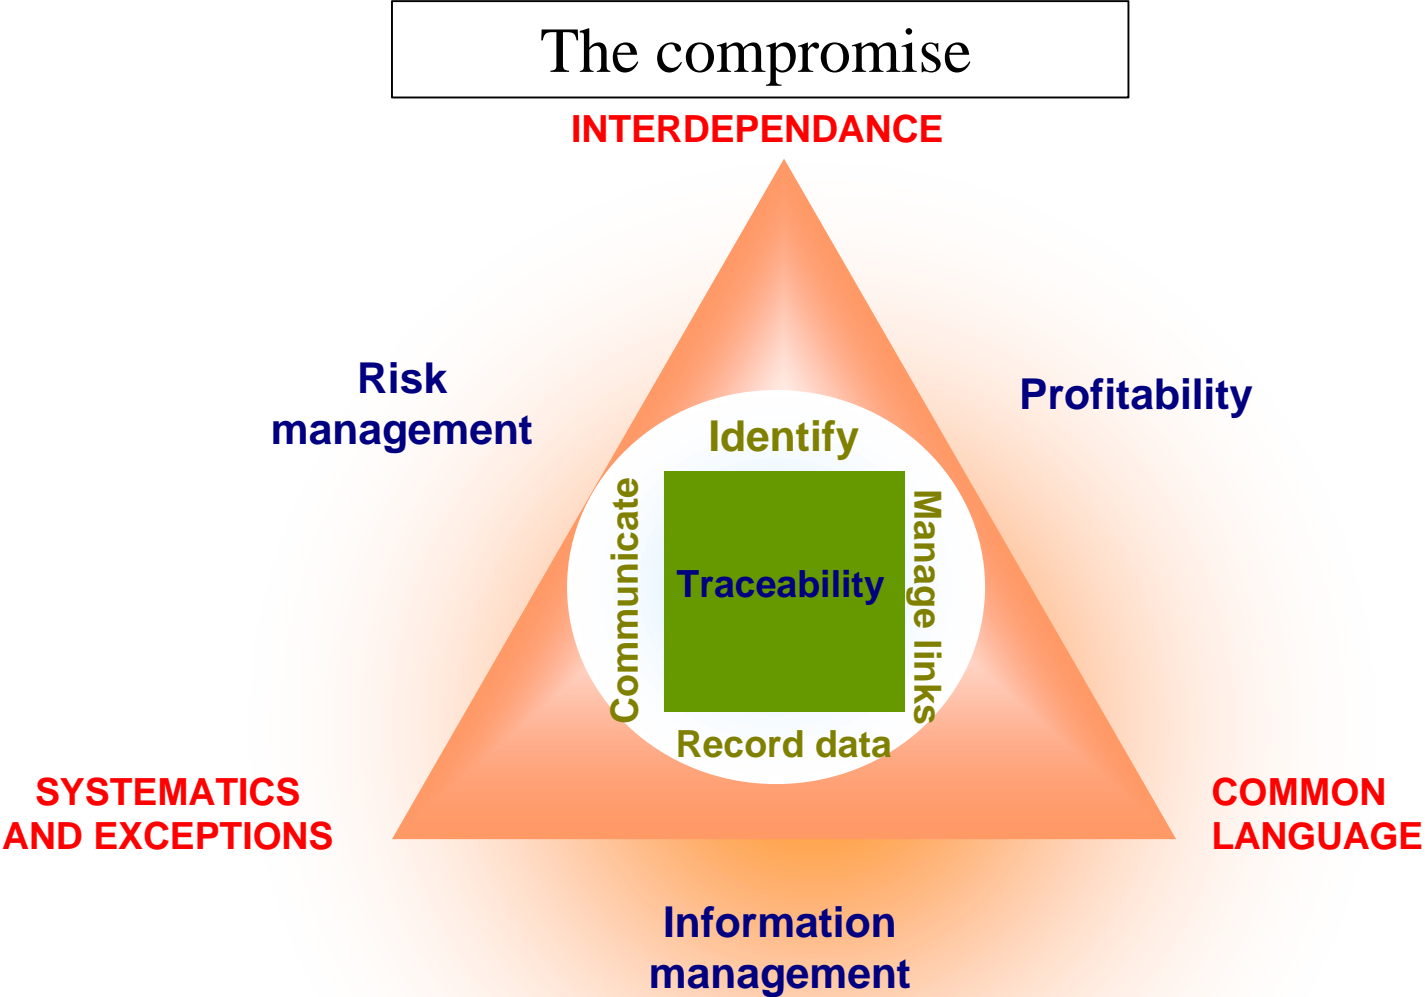 The compromise
INTERDEPENDANCE
Risk
management
Profitability
Identify
Communicate
Manage links
Traceability
Record data
SYSTEMATICS
AND EXCEPTIONS
COMMON
LANGUAGE
Information
management